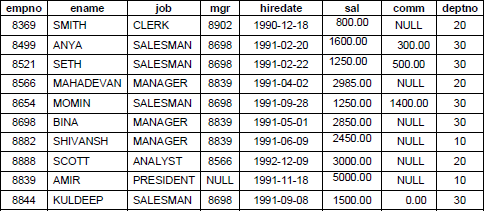 empno ename job mgr hiredate sal comm deptno
8369 SMITH CLERK 8902 1990-12-18 800.00 NULL 20
8499 ANYA SALESMAN 8698 1991-02-20 1600.00 300.00 30
8521 SETH SALESMAN 8698 1991-02-22 1250.00 500.00 30
8566 MAHADEVAN MANAGER 8839 1991-04-02 2985.00 NULL 20
8654 MOMIN SALESMAN 8698 1991-09-28 1250.00 1400.00 30
8698 BINA MANAGER 8839 1991-05-01 2850.00 NULL 30
8882 SHIVANSH MANAGER 8839 1991-06-09 2450.00 NULL 10
8888 SCOTT ANALYST 8566 1992-12-09 3000.00 NULL 20
8839 AMIR PRESIDENT NULL 1991-11-18 5000.00 NULL 10
8844 KULDEEP SALESMAN 8698 1991-09-08 1500.00 0.00 30